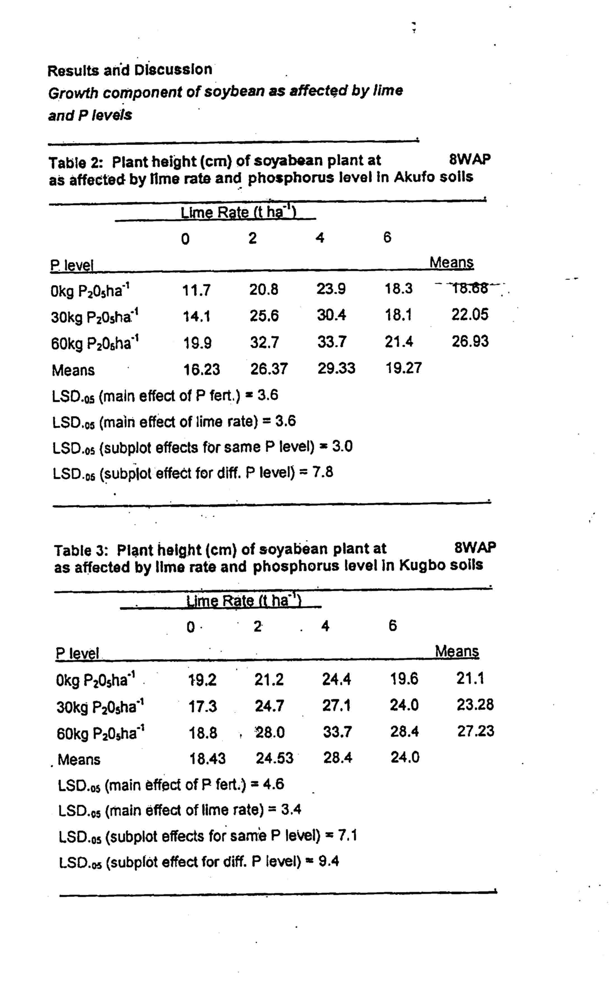 Results and Discussion
Growth component of soybean as affected by lime
and P levels
Table 2: Plant height (cm) of soyabean plant at 8WAP
as affected by lime rate and phosphorus level in Akufo soils
Lime Rate (t ha⁻¹)
0 2 4 6
P level Means
0kg P₂O₅ha⁻¹ 11.7 20.8 23.9 18.3 18.68
30kg P₂O₅ha⁻¹ 14.1 25.6 30.4 18.1 22.05
60kg P₂O₅ha⁻¹ 19.9 32.7 33.7 21.4 26.93
Means 16.23 26.37 29.33 19.27
LSD.₀₅ (main effect of P fert.) = 3.6
LSD.₀₅ (main effect of lime rate) = 3.6
LSD.₀₅ (subplot effects for same P level) = 3.0
LSD.₀₅ (subplot effect for diff. P level) = 7.8
Table 3: Plant height (cm) of soyabean plant at 8WAP
as affected by lime rate and phosphorus level in Kugbo soils
Lime Rate (t ha⁻¹)
0 2 4 6
P level Means
0kg P₂O₅ha⁻¹ 19.2 21.2 24.4 19.6 21.1
30kg P₂O₅ha⁻¹ 17.3 24.7 27.1 24.0 23.28
60kg P₂O₅ha⁻¹ 18.8 28.0 33.7 28.4 27.23
Means 18.43 24.53 28.4 24.0
LSD.₀₅ (main effect of P fert.) = 4.6
LSD.₀₅ (main effect of lime rate) = 3.4
LSD.₀₅ (subplot effects for same P level) = 7.1
LSD.₀₅ (subplot effect for diff. P level) = 9.4